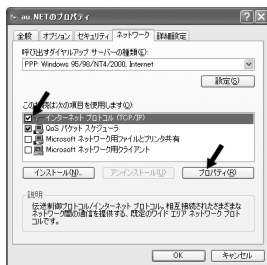 au.NETのプロパティ
全般 オプション セキュリティ ネットワーク 詳細設定
呼び出すダイヤルアップ サーバーの種類(E):
PPP: Windows 95/98/NT4/2000, Internet
設定(S)
この接続は次の項目を使用します(O):
インターネット プロトコル (TCP/IP)
QoS パケット スケジューラ
Microsoft ネットワーク用ファイルとプリンタ共有
Microsoft ネットワーク用クライアント
インストール(N)... アンインストール(U) プロパティ(R)
説明
伝送制御プロトコル/インターネット プロトコル。相互接続されたさまざまな
ネットワーク間の通信を提供する、既定のワイド エリア ネットワーク プロト
コルです。
OK キャンセル